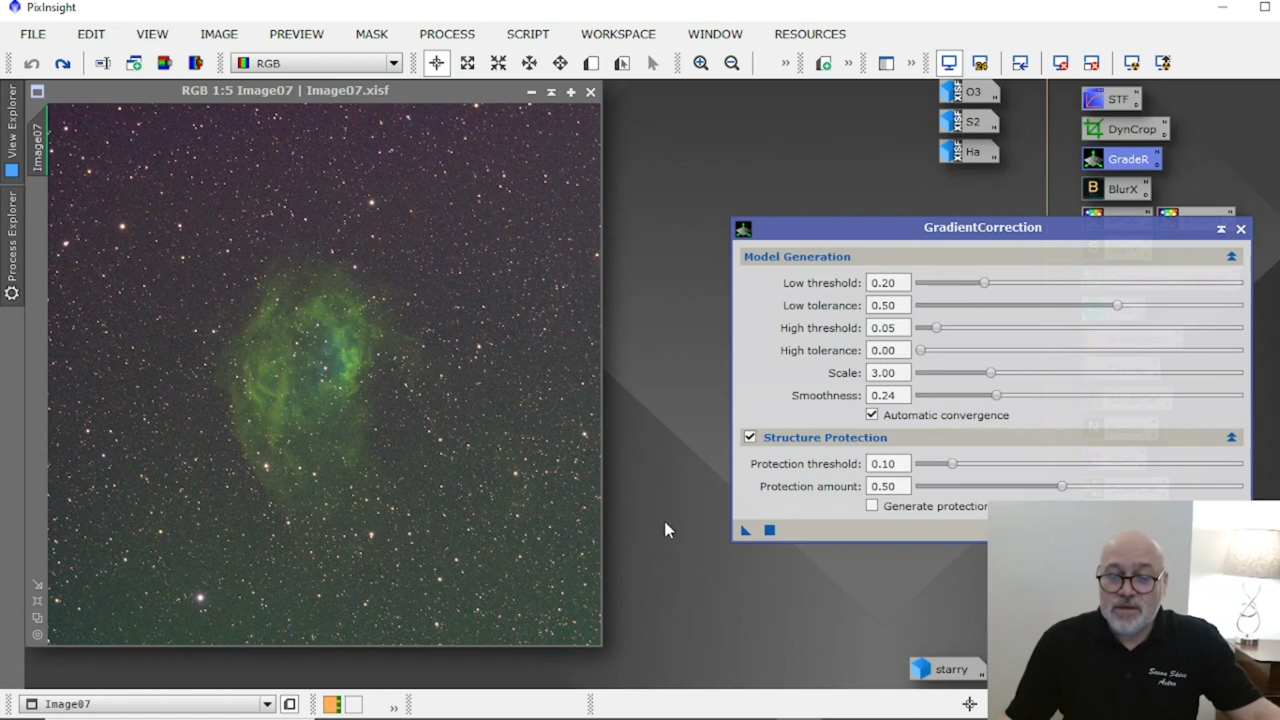 PixInsight
FILE EDIT VIEW IMAGE PREVIEW MASK PROCESS SCRIPT WORKSPACE WINDOW RESOURCES
RGB
View Explorer
Process Explorer
RGB 1:5 Image07 | Image07.xisf
Image07
XISF O3 N
XISF S2 N
XISF Ha N
STF N D
DynCrop N D
GradeR N D
B BlurX N D
GradientCorrection
Model Generation
Low threshold: 0.20
Low tolerance: 0.50
High threshold: 0.05
High tolerance: 0.00
Scale: 3.00
Smoothness: 0.24
Automatic convergence
Structure Protection
Protection threshold: 0.10
Protection amount: 0.50
Generate protection
starry N
Image07